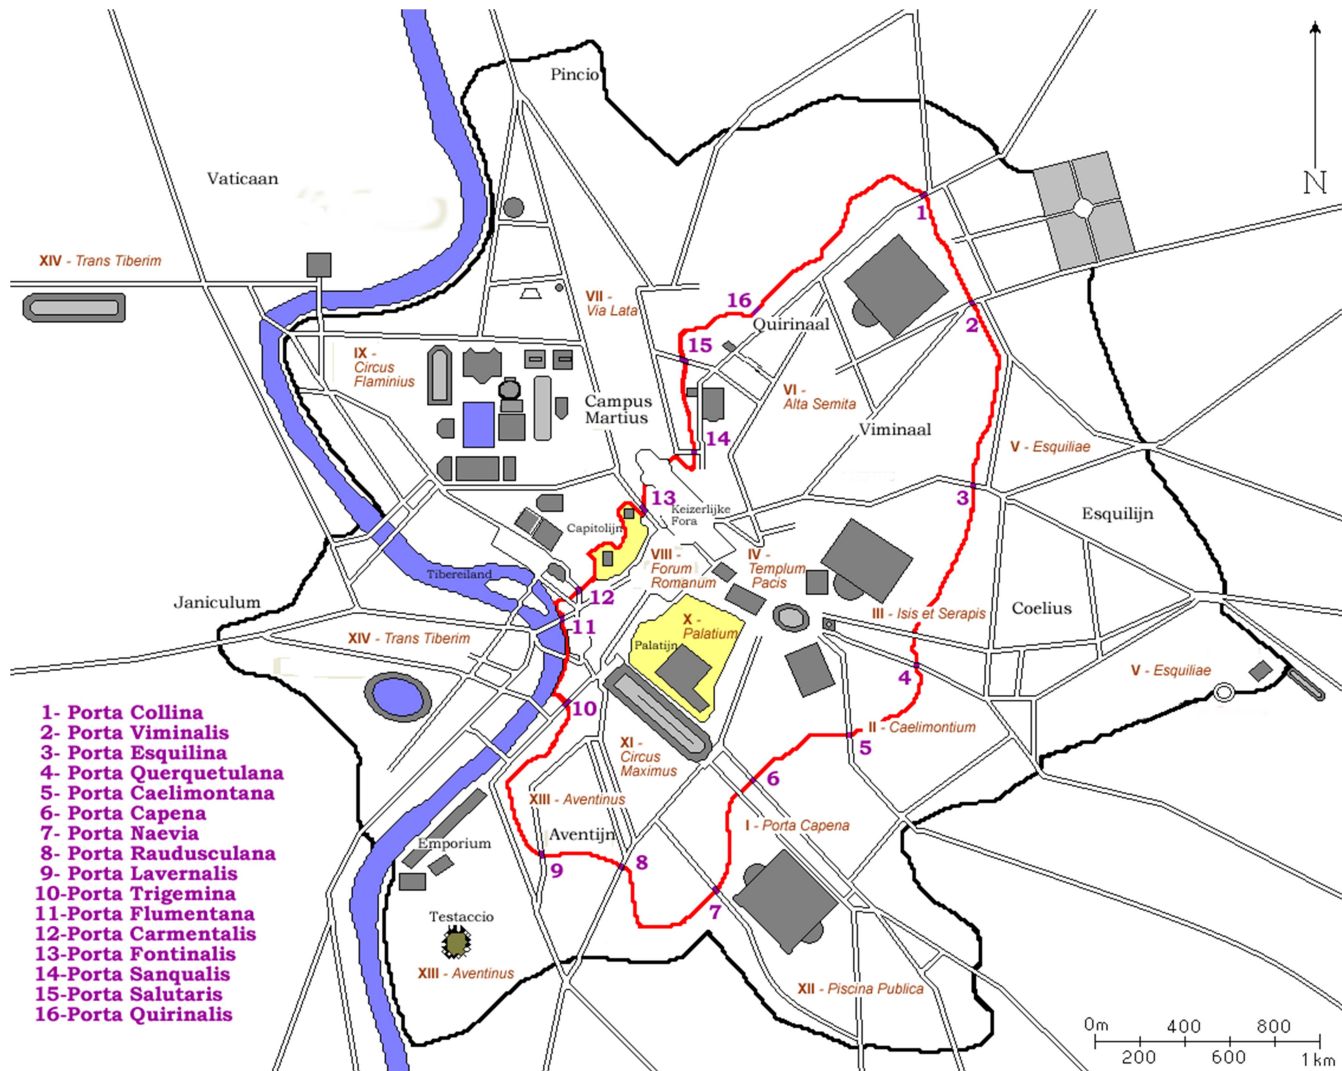 Pincio
N
Vaticaan
1
XIV - Trans Tiberim
VII -
Via Lata
16
Quirinaal
2
15
IX -
Circus
Flaminius
VI -
Alta Semita
Campus
Martius
Viminaal
14
V - Esquiliae
13
3
Keizerlijke
Fora
Esquilijn
Capitolijn
VIII -
Forum
Romanum
IV -
Templum
Pacis
Tibereiland
12
Janiculum
Coelius
III - Isis et Serapis
X -
Palatium
11
XIV - Trans Tiberim
Palatijn
4
V - Esquiliae
10
II - Caelimontium
5
XI -
Circus
Maximus
6
XIII - Aventinus
I - Porta Capena
Aventijn
Emporium
9
8
7
Testaccio
XIII - Aventinus
XII - Piscina Publica
1- Porta Collina
2- Porta Viminalis
3- Porta Esquilina
4- Porta Querquetulana
5- Porta Caelimontana
6- Porta Capena
7- Porta Naevia
8- Porta Raudusculana
9- Porta Lavernalis
10-Porta Trigemina
11-Porta Flumentana
12-Porta Carmentalis
13-Porta Fontinalis
14-Porta Sanqualis
15-Porta Salutaris
16-Porta Quirinalis
0m 400 800
200 600 1km